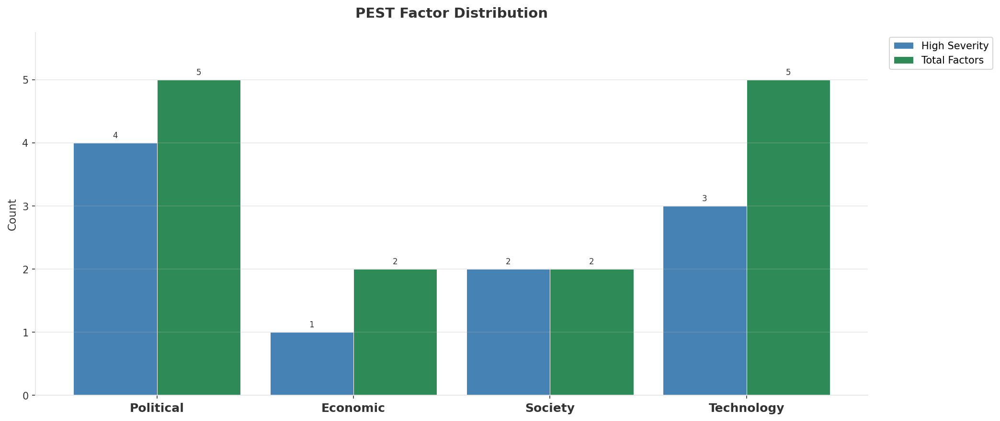 PEST Factor Distribution
High Severity
Total Factors
Count
5
4
3
2
1
0
4
5
1
2
2
2
3
5
Political
Economic
Society
Technology